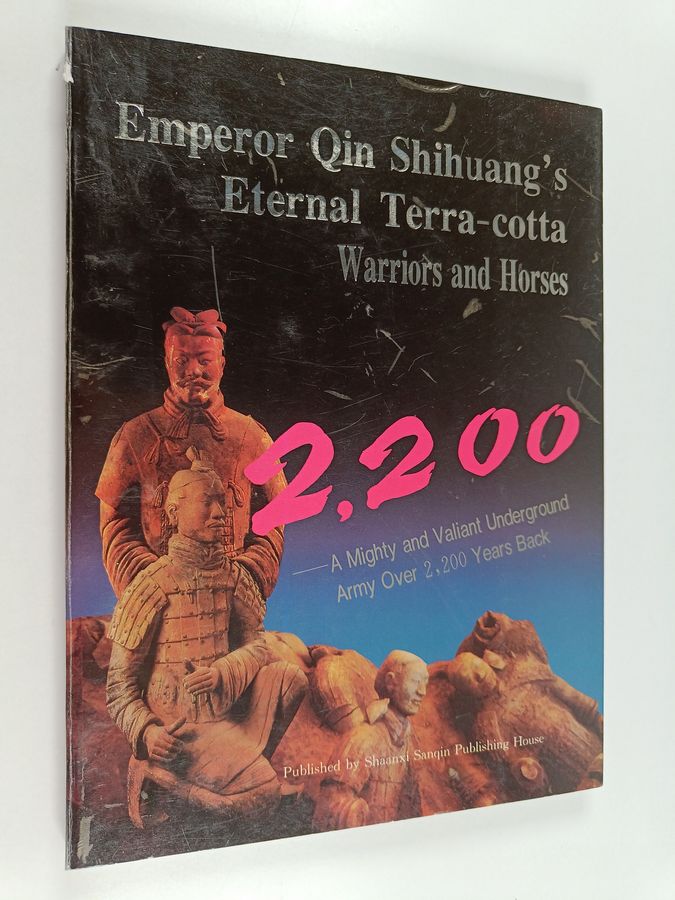 Emperor Qin Shihuang's
Eternal Terra-cotta
Warriors and Horses
2,200
——A Mighty and Valiant Underground
Army Over 2,200 Years Back
Published by Shaanxi Sanqin Publishing House